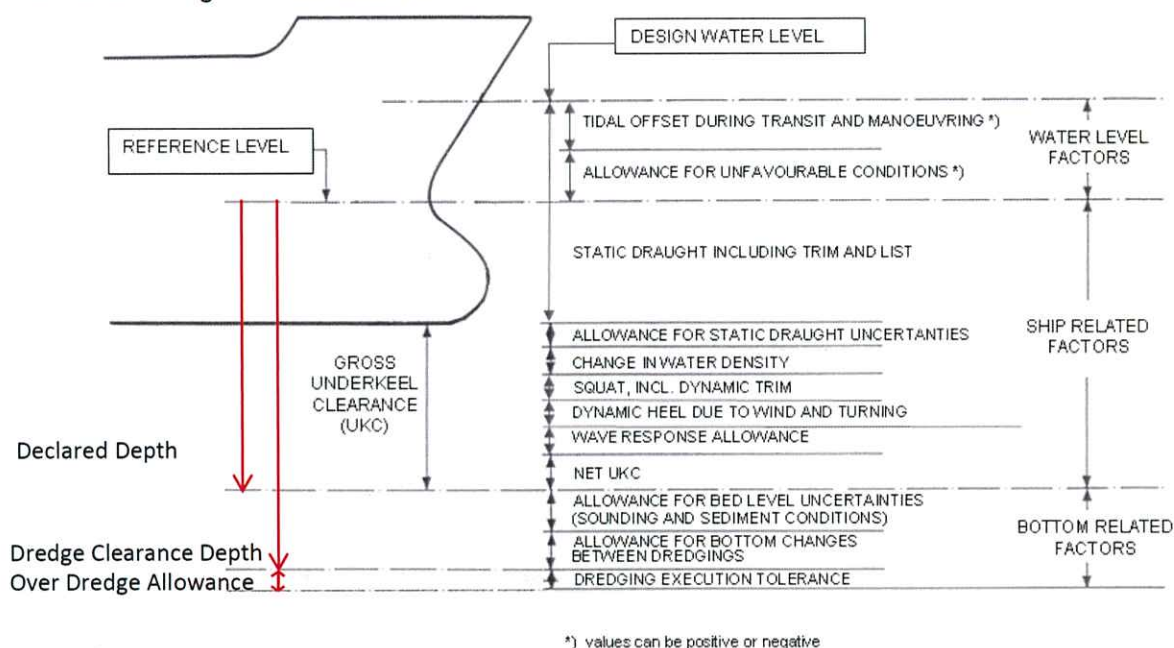 DESIGN WATER LEVEL
TIDAL OFFSET DURING TRANSIT AND MANOEUVRING *)
REFERENCE LEVEL
WATER LEVEL
FACTORS
ALLOWANCE FOR UNFAVOURABLE CONDITIONS *)
STATIC DRAUGHT INCLUDING TRIM AND LIST
SHIP RELATED
FACTORS
ALLOWANCE FOR STATIC DRAUGHT UNCERTANTIES
CHANGE IN WATER DENSITY
SQUAT, INCL. DYNAMIC TRIM
DYNAMIC HEEL DUE TO WIND AND TURNING
WAVE RESPONSE ALLOWANCE
NET UKC
GROSS
UNDERKEEL
CLEARANCE
(UKC)
Declared Depth
ALLOWANCE FOR BED LEVEL UNCERTAINTIES
(SOUNDING AND SEDIMENT CONDITIONS)
ALLOWANCE FOR BOTTOM CHANGES
BETWEEN DREDGINGS
DREDGING EXECUTION TOLERANCE
BOTTOM RELATED
FACTORS
Dredge Clearance Depth
Over Dredge Allowance
*) values can be positive or negative